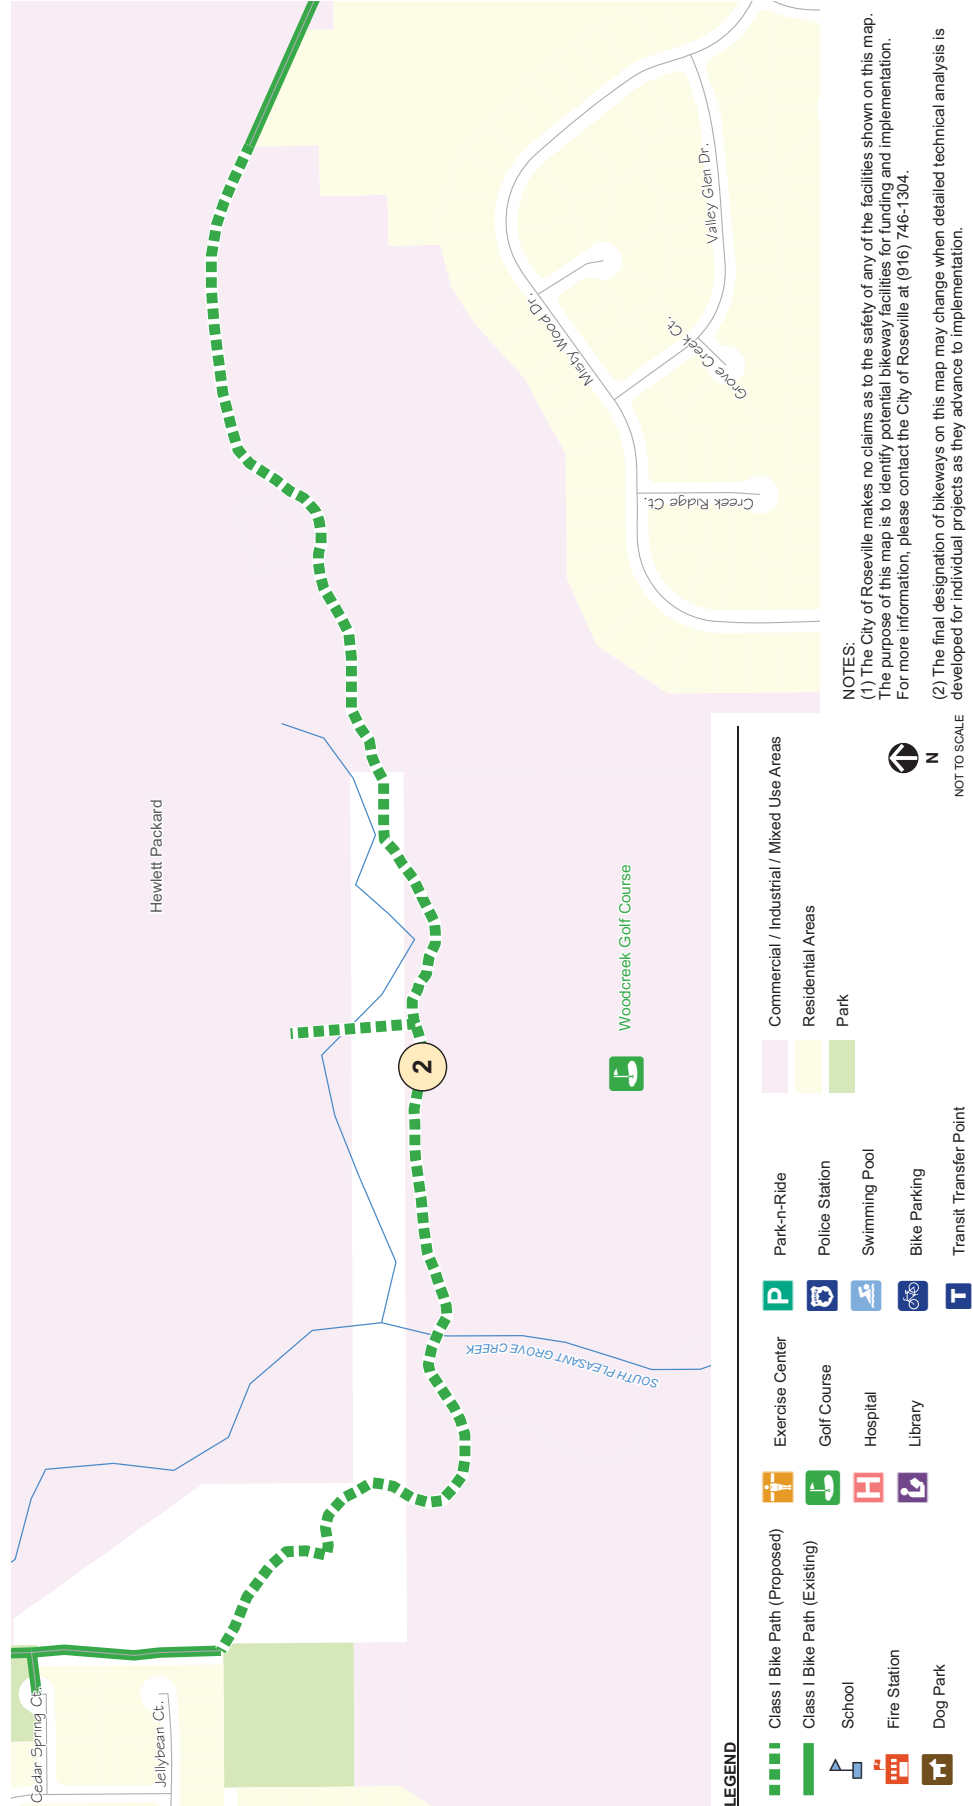 Cedar Spring Ct.
Jellybean Ct.
Hewlett Packard
2
Woodcreek Golf Course
SOUTH PLEASANT GROVE CREEK
Misty Wood Dr.
Valley Glen Dr.
Grove Creek Ct.
Creek Ridge Ct.
LEGEND
Class I Bike Path (Proposed)
Class I Bike Path (Existing)
School
Fire Station
Dog Park
Exercise Center
Golf Course
H
Hospital
Library
P
Park-n-Ride
Police Station
Swimming Pool
Bike Parking
T
Transit Transfer Point
Commercial / Industrial / Mixed Use Areas
Residential Areas
Park
N
NOT TO SCALE
NOTES:
(1) The City of Roseville makes no claims as to the safety of any of the facilities shown on this map.
The purpose of this map is to identify potential bikeway facilities for funding and implementation.
For more information, please contact the City of Roseville at (916) 746-1304.
(2) The final designation of bikeways on this map may change when detailed technical analysis is
developed for individual projects as they advance to implementation.